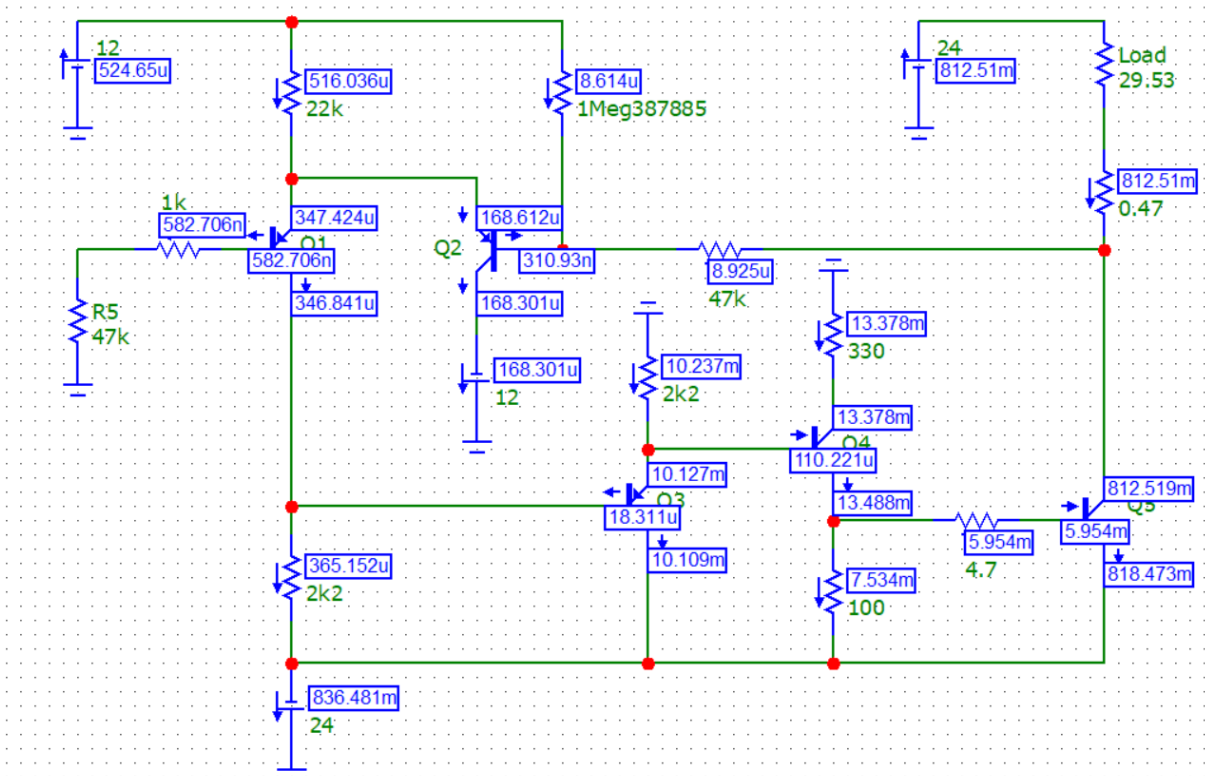 12
524.65u
516.036u
22k
8.614u
1Meg387885
24
812.51m
Load
29.53
812.51m
0.47
1k
582.706n
347.424u
Q1
582.706n
346.841u
Q2
168.612u
310.93n
168.301u
8.925u
47k
R5
47k
168.301u
12
13.378m
330
10.237m
2k2
13.378m
Q4
110.221u
13.488m
10.127m
Q3
18.311u
10.109m
812.519m
Q5
5.954m
818.473m
5.954m
4.7
365.152u
2k2
7.534m
100
836.481m
24